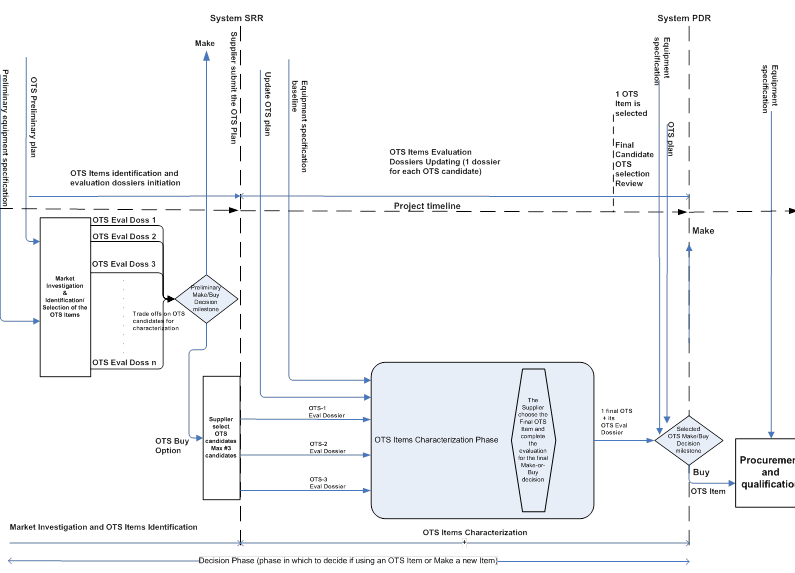 System SRR
System PDR
Make
Preliminary equipment specification
OTS Preliminary plan
Supplier submit the OTS Plan
Update OTS plan
Equipment specification
baseline
Equipment
specification
OTS plan
Equipment
specification
1 OTS
Item is
selected
Final
Candidate
OTS
selection
Review
OTS Items identification and
evaluation dossiers initiation
OTS Items Evaluation
Dossiers Updating (1 dossier
for each OTS candidate)
Project timeline
Make
OTS Eval Doss 1
OTS Eval Doss 2
OTS Eval Doss 3
OTS Eval Doss n
Market
Investigation
&
Identification/
Selection of the
OTS Items
Trade offs on OTS
candidates for
characterization
Preliminary
Make/Buy
Decision
milestone
OTS Buy
Option
Supplier
select
OTS
candidates
Max #3
candidates
OTS-1
Eval Dossier
OTS-2
Eval Dossier
OTS-3
Eval Dossier
OTS Items Characterization Phase
The
Supplier
choose the
Final OTS
Item and
complete
the
evaluation
for the final
Make-or-
Buy
decision
1 final OTS
+ its
OTS Eval
Dossier
Selected
OTS Make/Buy
Decision
milestone
Buy
OTS Item
Procuremen
and
qualification
Market Investigation and OTS Items Identification
OTS Items Characterization
+
Decision Phase (phase in which to decide if using an OTS Item or Make a new Item)